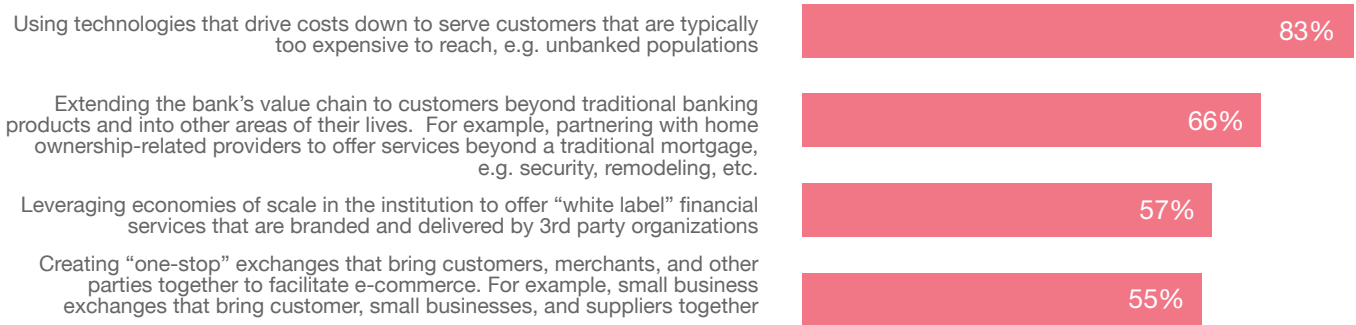 Using technologies that drive costs down to serve customers that are typically
too expensive to reach, e.g. unbanked populations
83%
Extending the bank’s value chain to customers beyond traditional banking
products and into other areas of their lives.  For example, partnering with home
ownership-related providers to offer services beyond a traditional mortgage,
e.g. security, remodeling, etc.
66%
Leveraging economies of scale in the institution to offer “white label” financial
services that are branded and delivered by 3rd party organizations
57%
Creating “one-stop” exchanges that bring customers, merchants, and other
parties together to facilitate e-commerce. For example, small business
exchanges that bring customer, small businesses, and suppliers together
55%